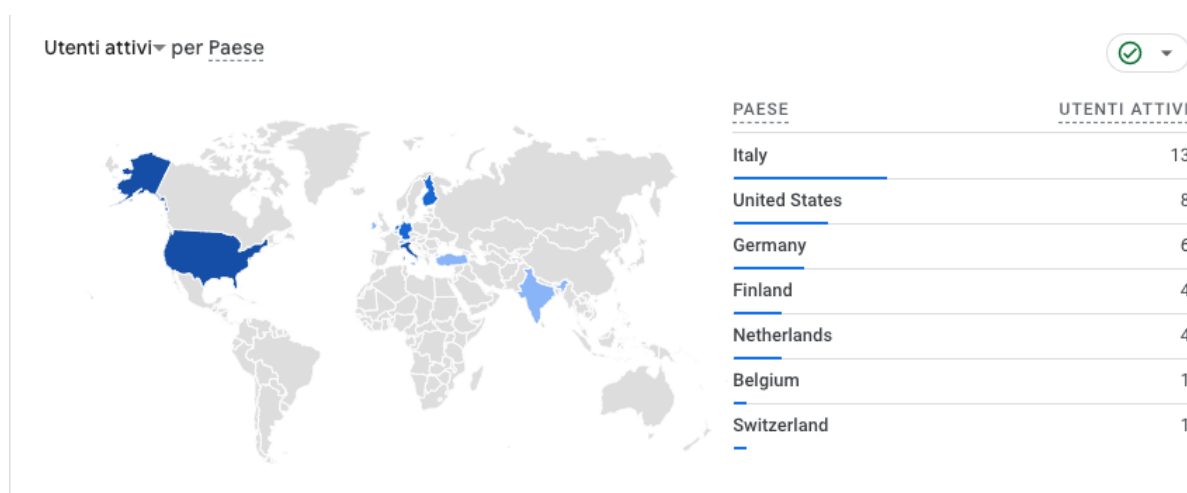 Utenti attivi per Paese
PAESE UTENTI ATTIVI
Italy 13
United States 8
Germany 6
Finland 4
Netherlands 4
Belgium 1
Switzerland 1